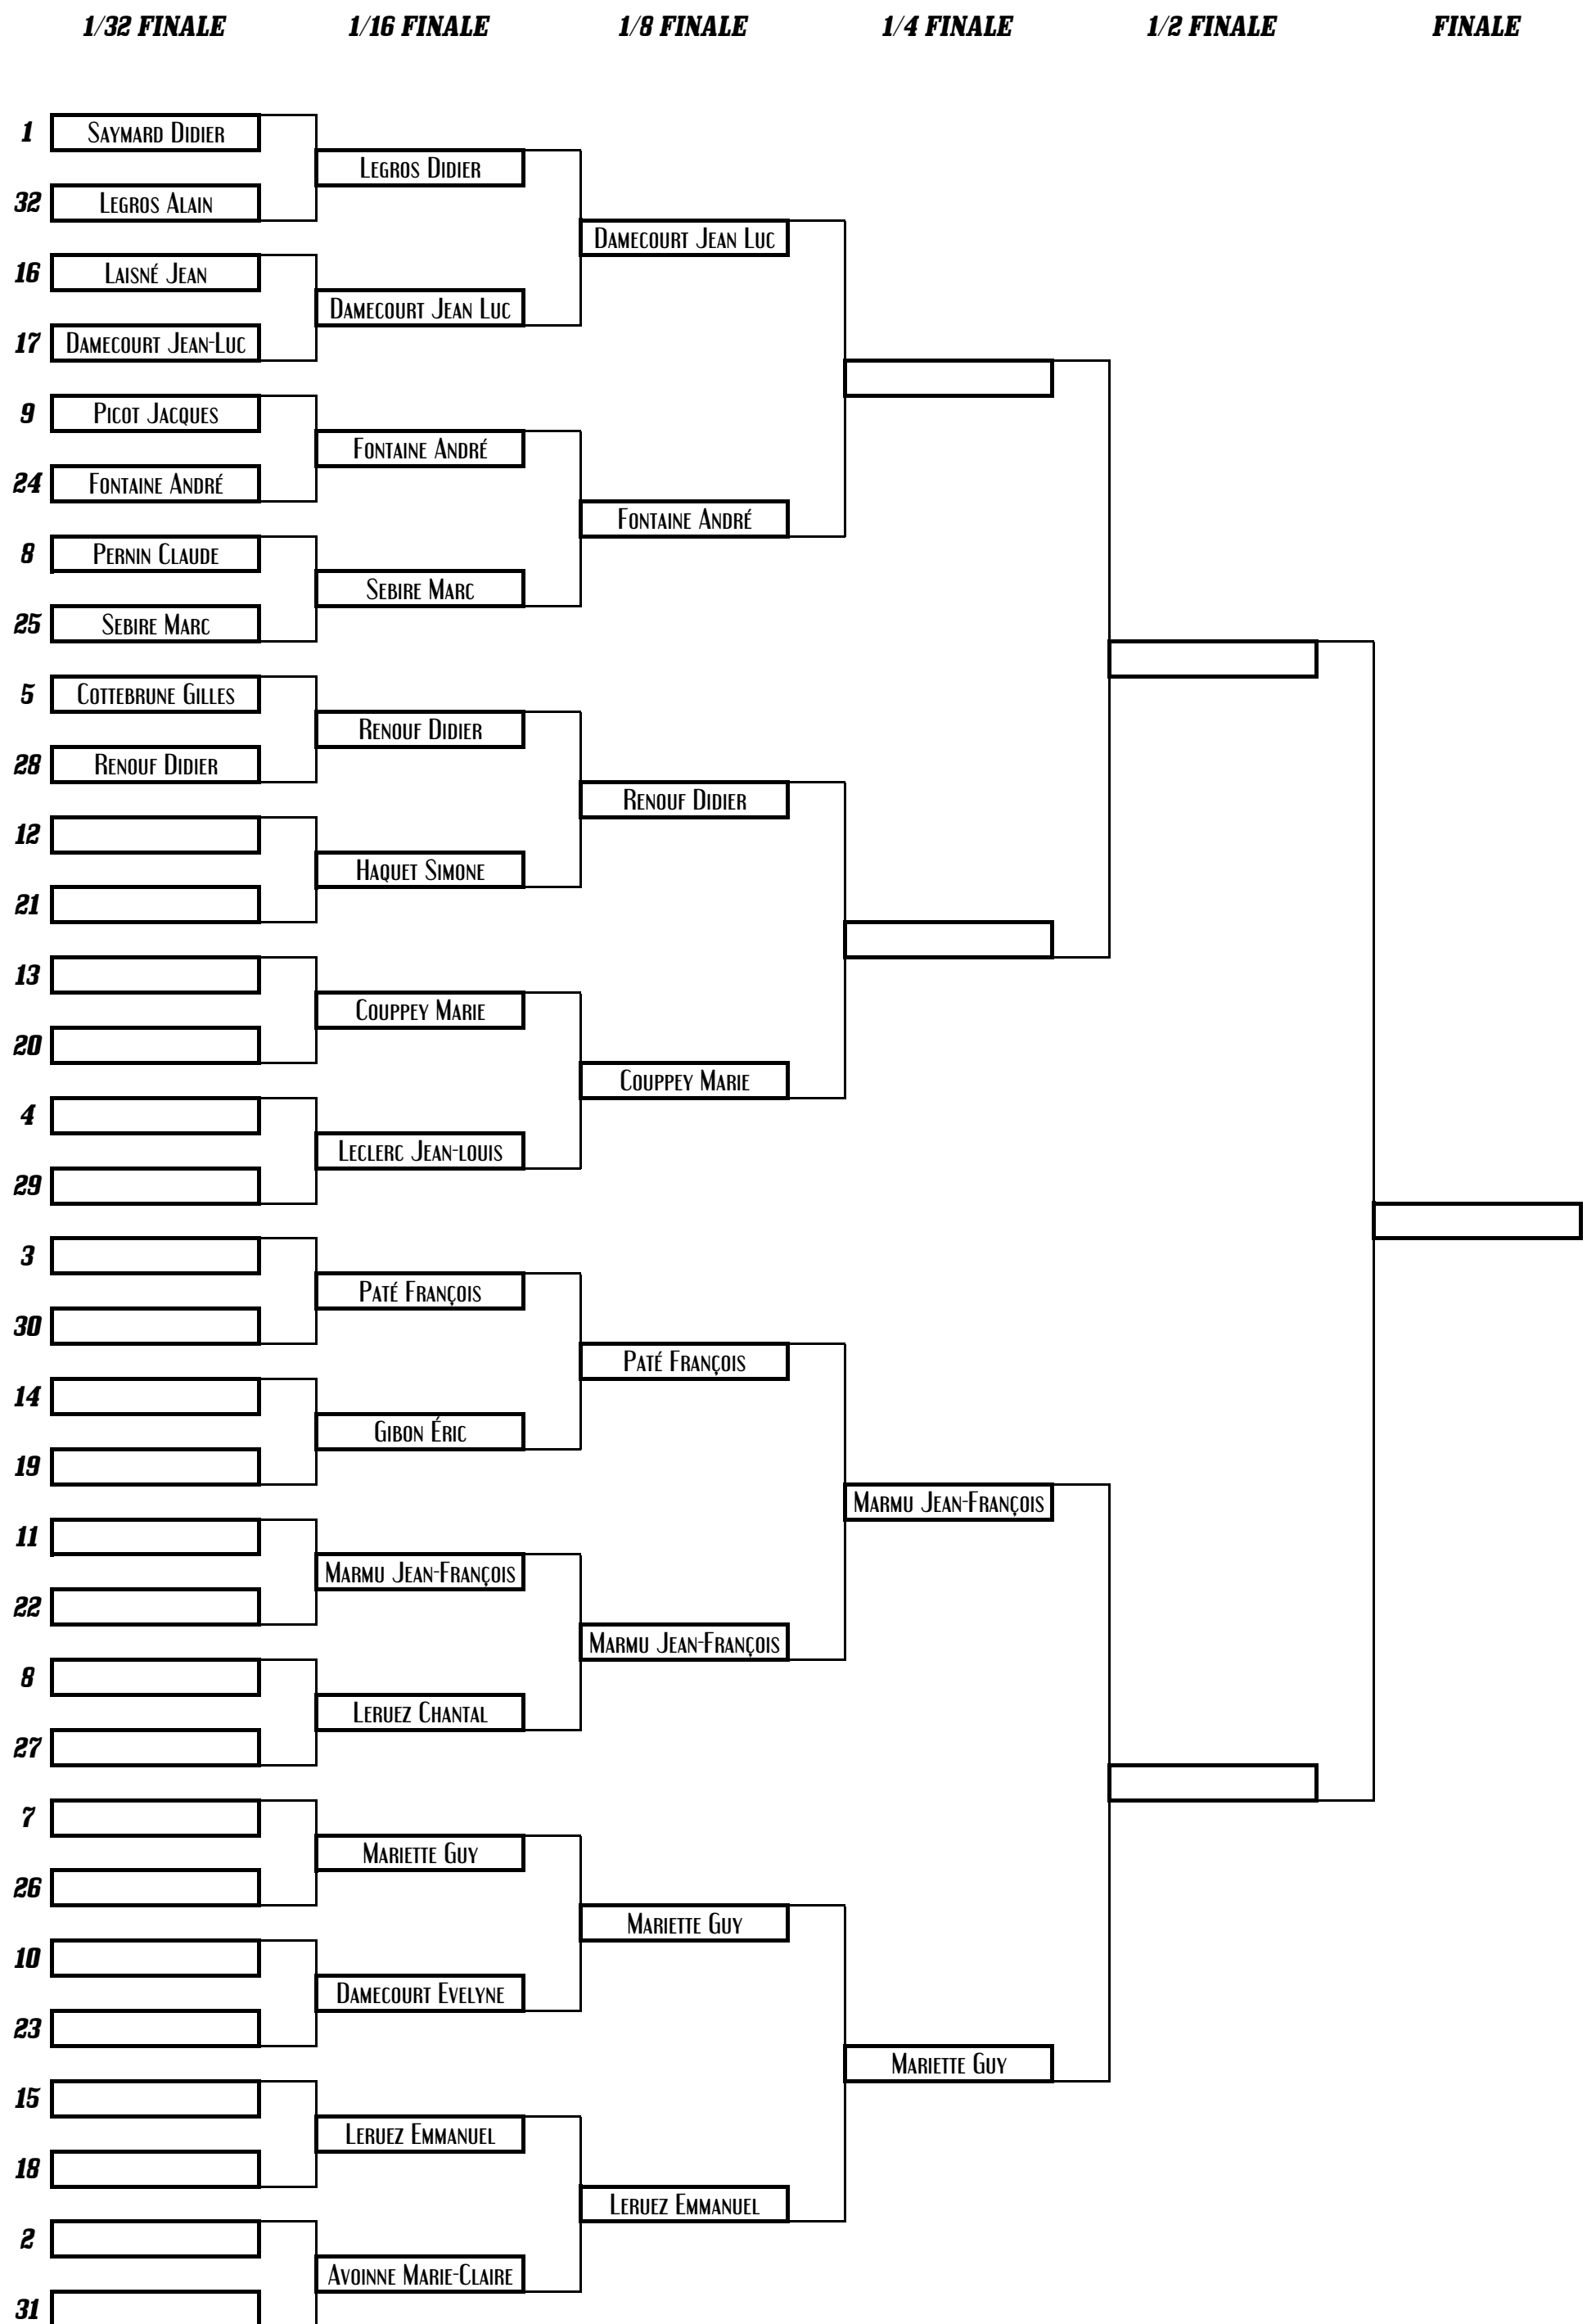 1/32 FINALE 1/16 FINALE 1/8 FINALE 1/4 FINALE 1/2 FINALE FINALE
1 Saymard Didier
Legros Didier
32 Legros Alain
Damecourt Jean Luc
16 Laisné Jean
Damecourt Jean Luc
17 Damecourt Jean-Luc
9 Picot Jacques
Fontaine André
24 Fontaine André
Fontaine André
8 Pernin Claude
Sebire Marc
25 Sebire Marc
5 Cottebrune Gilles
Renouf Didier
28 Renouf Didier
Renouf Didier
12
Haquet Simone
21
13
Couppey Marie
20
Couppey Marie
4
Leclerc Jean-louis
29
3
Paté François
30
Paté François
14
Gibon Éric
19
Marmu Jean-François
11
Marmu Jean-François
22
Marmu Jean-François
8
Leruez Chantal
27
7
Mariette Guy
26
Mariette Guy
10
Damecourt Evelyne
23
Mariette Guy
15
Leruez Emmanuel
18
Leruez Emmanuel
2
Avoinne Marie-Claire
31